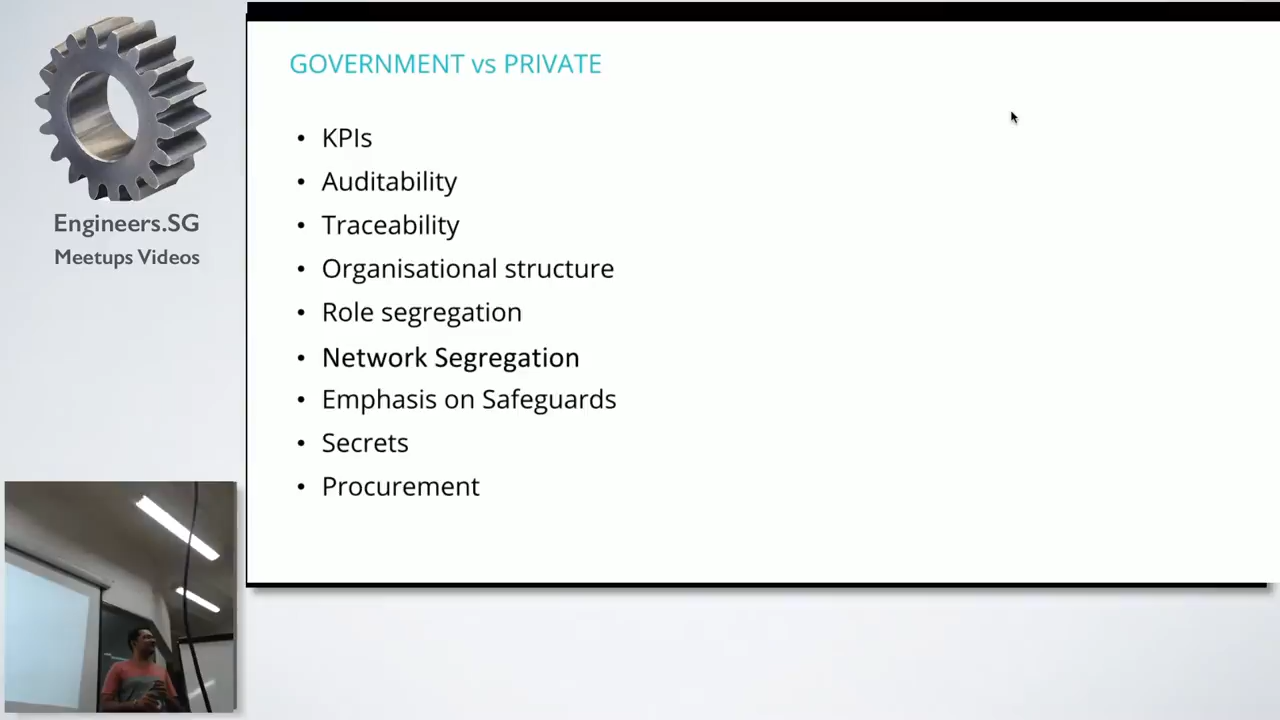 Engineers.SG
Meetups Videos
GOVERNMENT vs PRIVATE
• KPIs
• Auditability
• Traceability
• Organisational structure
• Role segregation
• Network Segregation
• Emphasis on Safeguards
• Secrets
• Procurement